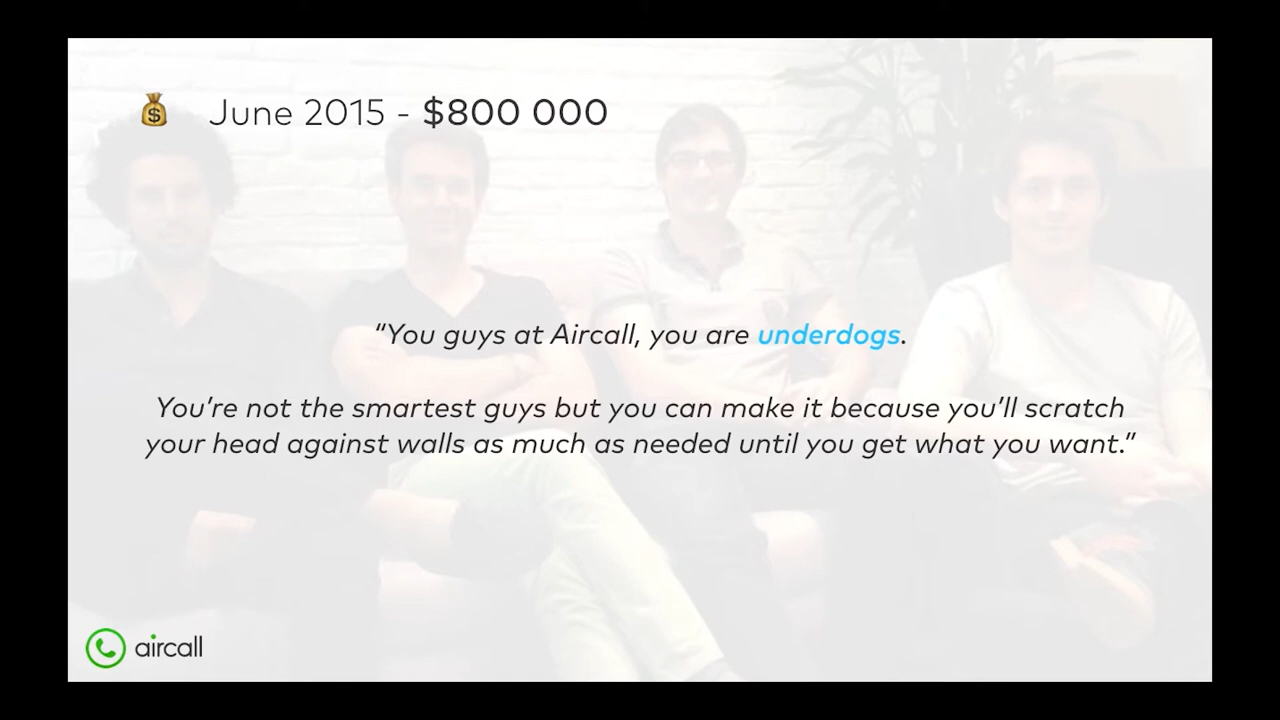 June 2015 - $800 000
“You guys at Aircall, you are underdogs.
You’re not the smartest guys but you can make it because you’ll scratch
your head against walls as much as needed until you get what you want.”
aircall